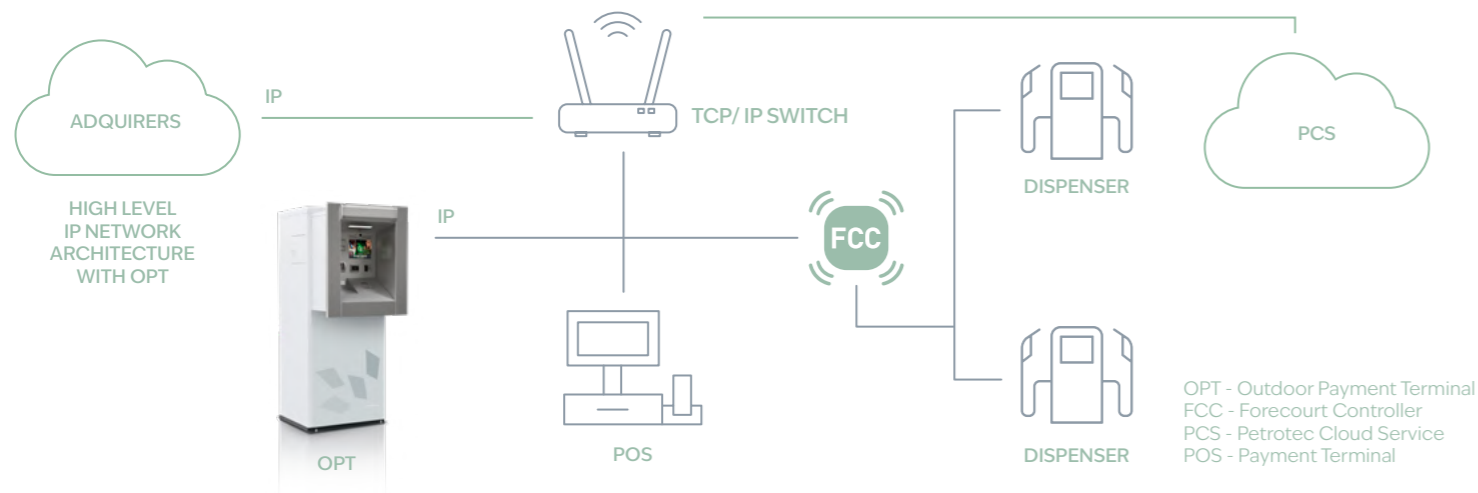 ADQUIRERS
IP
TCP/ IP SWITCH
PCS
DISPENSER
HIGH LEVEL
IP NETWORK
ARCHITECTURE
WITH OPT
IP
FCC
OPT
POS
DISPENSER
OPT - Outdoor Payment Terminal
FCC - Forecourt Controller
PCS - Petrotec Cloud Service
POS - Payment Terminal